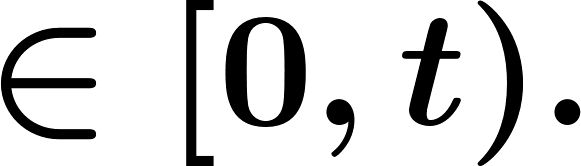 ∈ [0, t).